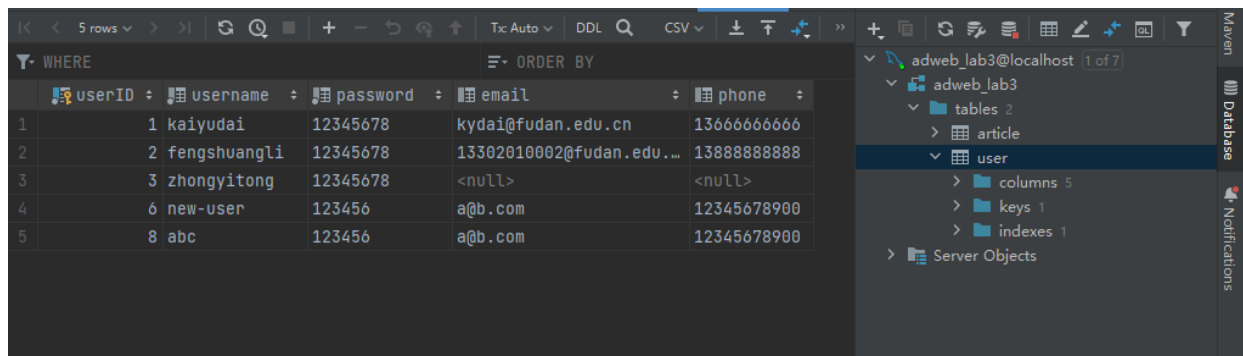 5 rows Tx: Auto DDL CSV
WHERE ORDER BY
userID username password email phone
1 1 kaiyudai 12345678 kydai@fudan.edu.cn 13666666666
2 2 fengshuangli 12345678 13302010002@fudan.edu.… 13888888888
3 3 zhongyitong 12345678 <null> <null>
4 6 new-user 123456 a@b.com 12345678900
5 8 abc 123456 a@b.com 12345678900
QL
adweb_lab3@localhost 1 of 7
adweb_lab3
tables 2
article
user
columns 5
keys 1
indexes 1
Server Objects
Maven
Database
Notifications